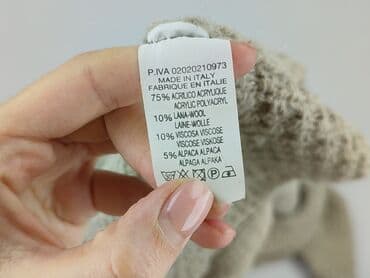 P.IVA 02020210973
MADE IN ITALY
FABRIQUE EN ITALIE
75% ACRILICO ACRYLIQUE
ACRYLIC POLYACRYL
10% LANA-WOOL
LAINE-WOLLE
10% VISCOSA VISCOSE
VISCOSE VISKOSE
5% ALPACA ALPACA
ALPAGA ALPAKA